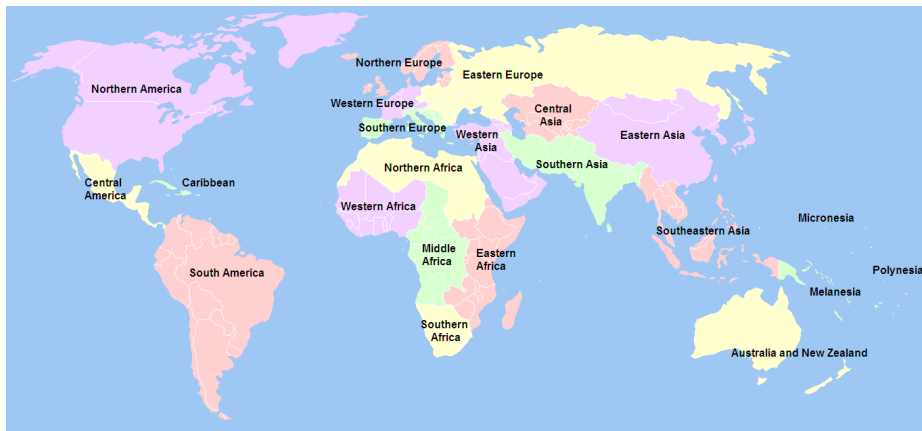 Northern Europe
Eastern Europe
Northern America
Western Europe
Central
Asia
Southern Europe
Western
Asia
Eastern Asia
Northern Africa
Southern Asia
Central
America
Caribbean
Western Africa
Micronesia
Southeastern Asia
Middle
Africa
Eastern
Africa
South America
Polynesia
Melanesia
Southern
Africa
Australia and New Zealand